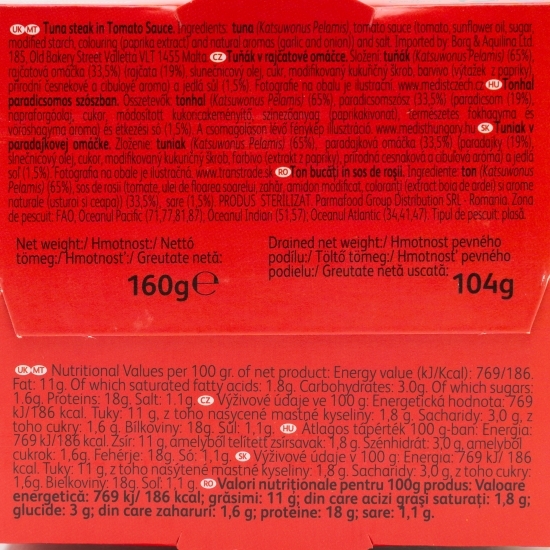 UK MT Tuna steak in Tomato Sauce. Ingredients: tuna (Katsuwonus Pelamis), tomato sauce (tomato, sunflower oil, sugar,
modified starch, colouring (paprika extract) and natural aromas (garlic and onion)) and salt. Imported by: Borg & Aquilina Ltd.
185, Old Bakery Street Valletta VLT 1455 Malta. CZ Tuňák v rajčatové omáčce. Složení: tuňák (Katsuwonus Pelamis) (65%),
rajčatová omáčka (33,5%) (rajčata (19%), slunečnicový olej, cukr, modifikovaný kukuřičný škrob, barvivo (výtažek z papriky),
přírodní česnekové a cibulové aroma) a jedlá sůl (1,5%). Fotografie na obalu je ilustrační. www.medistczech.cz HU Tonhal
paradicsomos szószban. Összetevők: tonhal (Katsuwonus Pelamis) (65%), paradicsomszósz (33,5%) (paradicsom (19%),
napraforgóolaj, cukor, módosított kukoricakeményítő, színezőanyag (paprikakivonat), természetes fokhagyma és
vöröshagyma aroma) és étkezési só (1,5%). A csomagoláson lévő fénykép illusztráció. www.medisthungary.hu SK Tuniak v
paradajkovej omáčke. Zloženie: tuniak (Katsuwonus Pelamis) (65%), paradajková omáčka (33,5%) (paradajky (19%),
slnečnicový olej, cukor, modifikovaný kukuričný škrob, farbivo (extrakt z papriky), prírodná cesnaková a cibuľová aróma) a jedlá
soľ (1,5%). Fotografia na obale je ilustračná. www.transtrade.sk RO Ton bucăți în sos de roșii. Ingrediente: ton (Katsuwonus
Pelamis) (65%), sos de roșii (tomate, ulei de floarea soarelui, zahăr, amidon modificat, coloranți (extract boia de ardei) si arome
naturale (usturoi si ceapa)) (33,5%), sare (1,5%). PRODUS STERILIZAT. Parmafood Group Distribution SRL - Romania. Zona
de pescuit: FAO, Oceanul Pacific (71,77,81,87); Oceanul Indian (51,57); Oceanul Atlantic (34,41,47). Tipul de pescuit: plasă.
Net weight:/ Hmotnost:/ Nettó
tömeg:/ Hmotnosť:/ Greutate netă:
160g e
Drained net weight:/ Hmotnost pevného
podílu:/ Töltő tömeg:/ Hmotnosť pevného
podielu:/ Greutate netă uscată:
104g
UK MT Nutritional Values per 100 gr. of net product: Energy value (kJ/Kcal): 769/186.
Fat: 11g. Of which saturated fatty acids: 1,8g. Carbohydrates: 3.0g. Of which sugars:
1,6g. Proteins: 18g. Salt: 1.1g. CZ Výživové údaje ve 100 g: Energetická hodnota: 769
kJ/186 kcal. Tuky: 11 g, z toho nasycené mastné kyseliny: 1,8 g. Sacharidy: 3,0 g, z
toho cukry: 1,6 g. Bílkoviny: 18g. Sůl: 1,1g. HU Átlagos tápérték 100 g-ban: Energia:
769 kJ/186 kcal. Zsír: 11 g, amelyből telített zsírsavak: 1,8 g. Szénhidrát: 3,0 g, amelyből
cukrok: 1,6g. Fehérje: 18g. Só: 1,1g. SK Výživové údaje v 100 g: Energia: 769 kJ/186
kcal. Tuky: 11 g, z toho nasýtené mastné kyseliny: 1,8 g. Sacharidy: 3,0 g, z toho cukry:
1,6g. Bielkoviny: 18g. Soľ: 1,1 g. RO Valori nutriționale pentru 100g produs: Valoare
energetică: 769 kJ/ 186 kcal; grăsimi: 11 g; din care acizi grași saturați: 1,8 g;
glucide: 3 g; din care zaharuri: 1,6 g; proteine: 18 g; sare: 1,1 g.